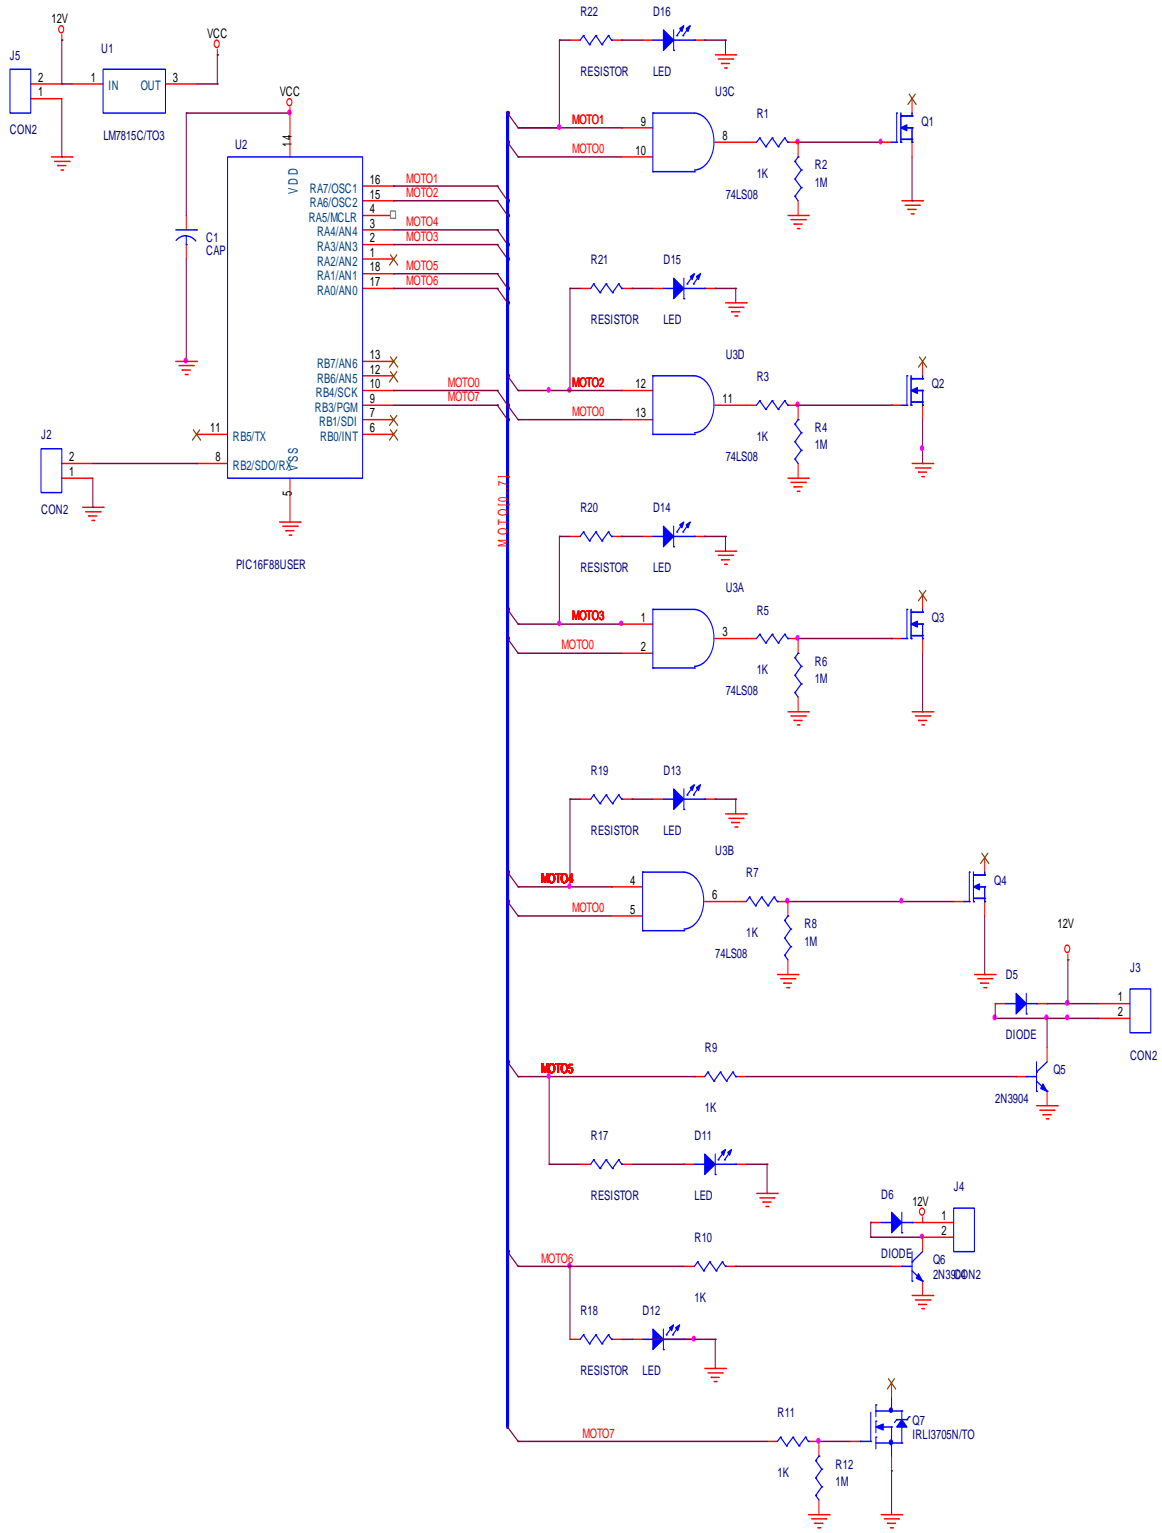 12V
VCC
J5
U1
2
1
1
IN
OUT
3
CON2
LM7815C/TO3
VCC
14
U2
VDD
RA7/OSC1
16
MOTO1
RA6/OSC2
15
MOTO2
RA5/MCLR
4
RA4/AN4
3
MOTO4
RA3/AN3
2
MOTO3
RA2/AN2
1
RA1/AN1
18
MOTO5
RA0/AN0
17
MOTO6
C1
CAP
RB7/AN6
13
RB6/AN5
12
RB4/SCK
10
MOTO0
RB3/PGM
9
MOTO7
RB1/SDI
7
RB0/INT
6
11
RB5/TX
8
RB2/SDO/RX
VSS
5
J2
2
1
CON2
PIC16F88USER
MOTO[0..7]
R22
D16
RESISTOR
LED
U3C
MOTO1
9
MOTO0
10
8
R1
1K
R2
1M
74LS08
Q1
R21
D15
RESISTOR
LED
U3D
MOTO2
12
MOTO0
13
11
R3
1K
R4
1M
74LS08
Q2
R20
D14
RESISTOR
LED
U3A
MOTO3
1
MOTO0
2
3
R5
1K
R6
1M
74LS08
Q3
R19
D13
RESISTOR
LED
U3B
MOTO4
4
MOTO0
5
6
R7
1K
R8
1M
74LS08
Q4
12V
D5
DIODE
J3
1
2
CON2
MOTO5
R9
1K
Q5
2N3904
R17
D11
RESISTOR
LED
D6
12V
J4
1
2
DIODE
Q6
2N3904
CON2
MOTO6
R10
1K
R18
D12
RESISTOR
LED
MOTO7
R11
1K
R12
1M
Q7
IRLI3705N/TO